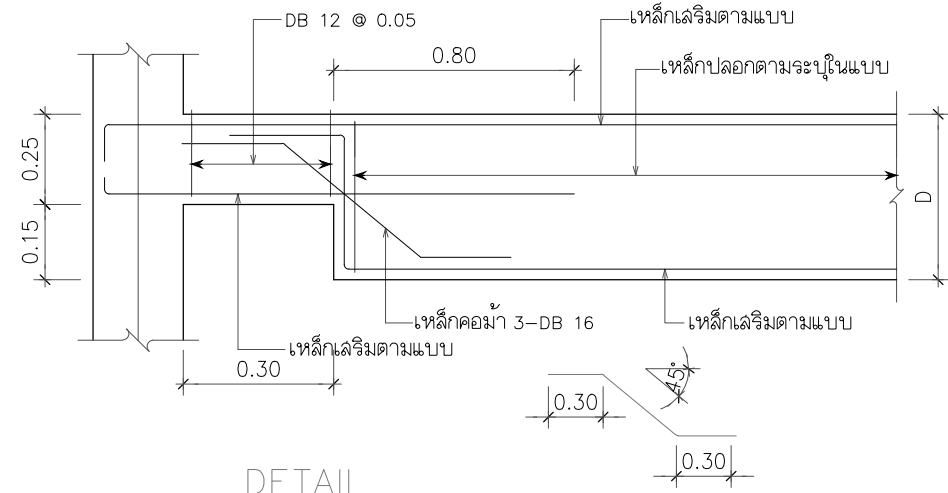 DB 12 @ 0.05
เหล็กเสริมตามแบบ
0.80
เหล็กปลอกตามระบุในแบบ
0.25
D
0.15
เหล็กคอม้า 3-DB 16
เหล็กเสริมตามแบบ
เหล็กเสริมตามแบบ
0.30
45°
0.30
0.30
DETAIL